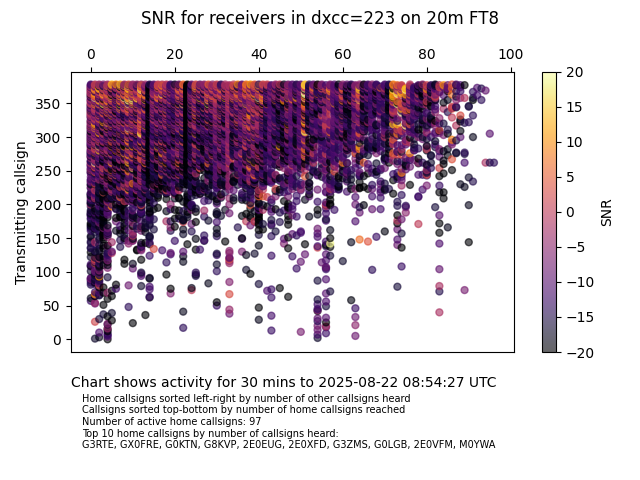 SNR for receivers in dxcc=223 on 20m FT8
0 20 40 60 80 100
350
300
250
200
150
100
50
0
Transmitting callsign
20
15
10
5
0
−5
−10
−15
−20
SNR
Chart shows activity for 30 mins to 2025-08-22 08:54:27 UTC
Home callsigns sorted left-right by number of other callsigns heard
Callsigns sorted top-bottom by number of home callsigns reached
Number of active home callsigns: 97
Top 10 home callsigns by number of callsigns heard:
G3RTE, GX0FRE, G0KTN, G8KVP, 2E0EUG, 2E0XFD, G3ZMS, G0LGB, 2E0VFM, M0YWA